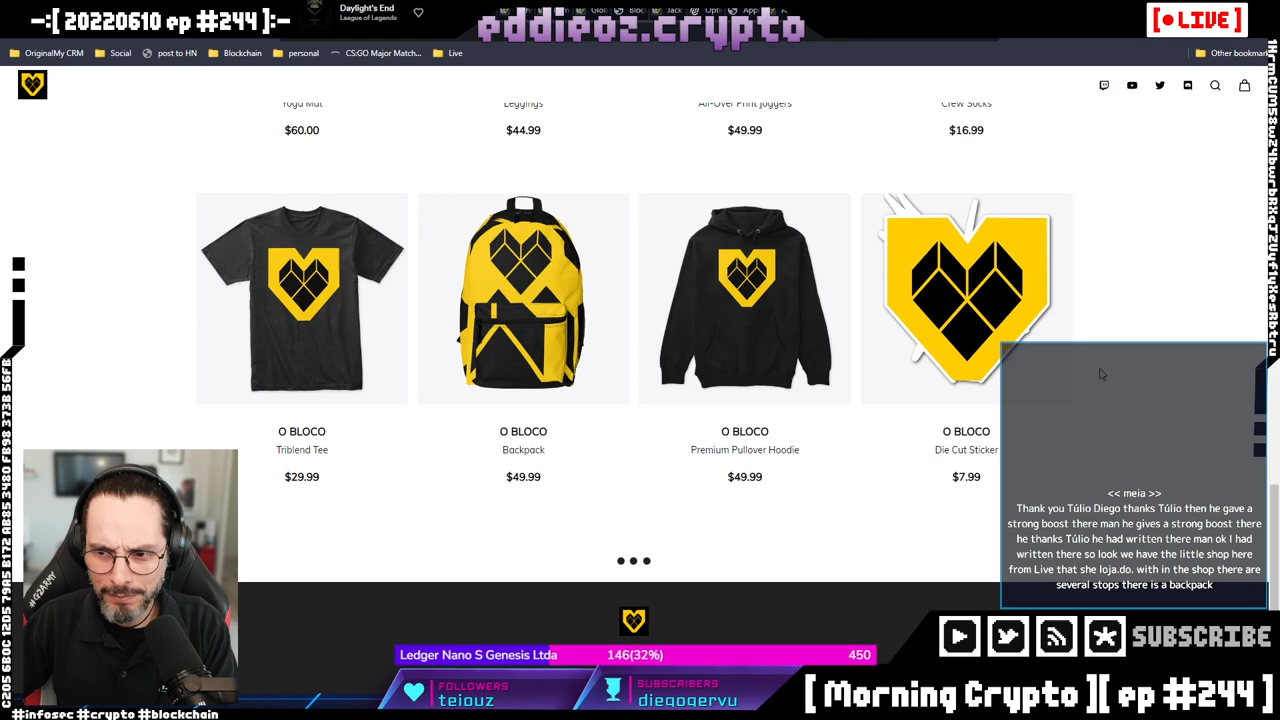 -:[ 20220610 ep #244 ]:-
Daylight's End
League of Legends
eddieoz.crypto
[ LIVE ]
OriginalMy CRM
Social
post to HN
Blockchain
personal
CS:GO Major Match...
Live
Other bookmar
Yoga Mat
Leggings
All-Over Print Joggers
Crew Socks
$60.00
$44.99
$49.99
$16.99
O BLOCO
O BLOCO
O BLOCO
O BLOCO
Triblend Tee
Backpack
Premium Pullover Hoodie
Die Cut Sticker
$29.99
$49.99
$49.99
$7.99
<< meia >>
Thank you Túlio Diego thanks Túlio then he gave a
strong boost there man he gives a strong boost there
he thanks Túlio he had written there man ok I had
written there so look we have the little shop here
from Live that she loja.do. with in the shop there are
several stops there is a backpack
#G2ARMY
Ledger Nano S Genesis Ltda
146(32%)
450
FOLLOWERS
teiouz
SUBSCRIBERS
diegogervu
SUBSCRIBE
[ Morning Crypto ][ ep #244 ]
#infosec #crypto #blockchain